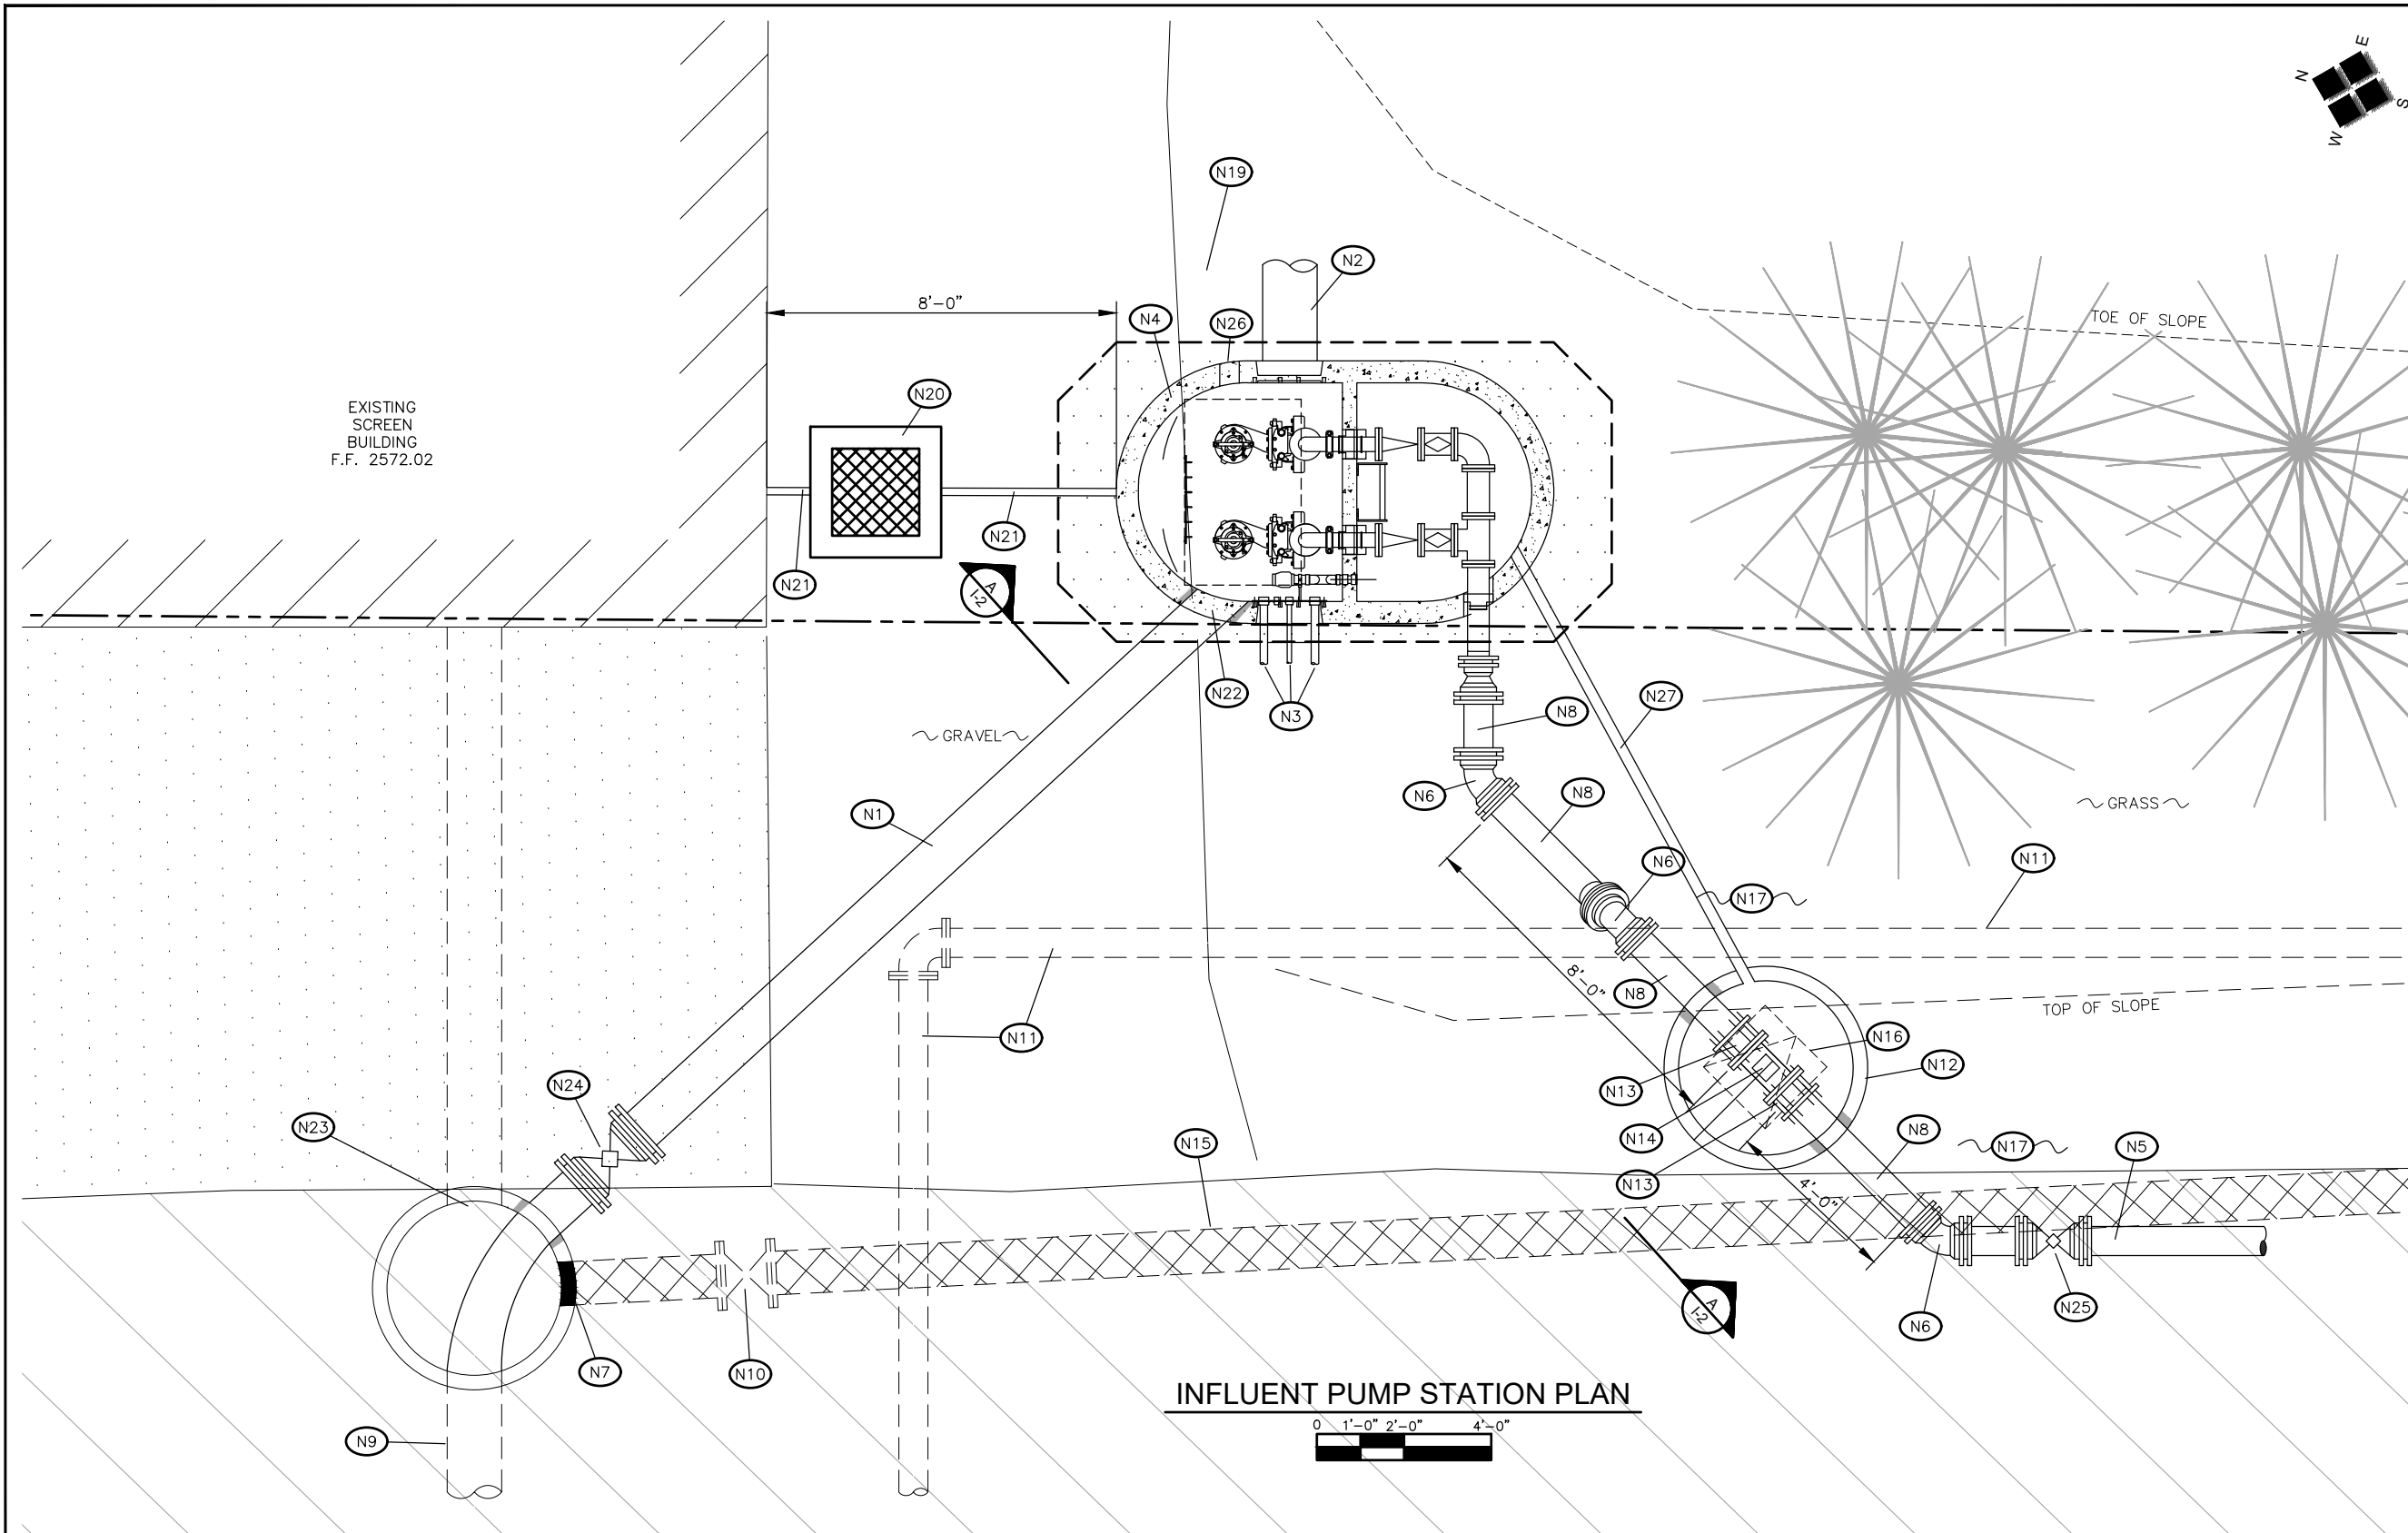 E
N
S
W
N19
N2
8'-0"
N4
N26
TOE OF SLOPE
EXISTING
SCREEN
BUILDING
F.F. 2572.02
N20
N21
N21
A
I-2
N22
N3
N27
N8
GRAVEL
N6
N8
GRASS
N1
N6
N11
N17
8'-0"
N8
TOP OF SLOPE
N11
N16
N12
N13
N24
N23
N14
N15
N8
N17
N5
N13
4'-0"
A
I-2
N25
N6
N7
N10
INFLUENT PUMP STATION PLAN
0 1'-0" 2'-0" 4'-0"
N9